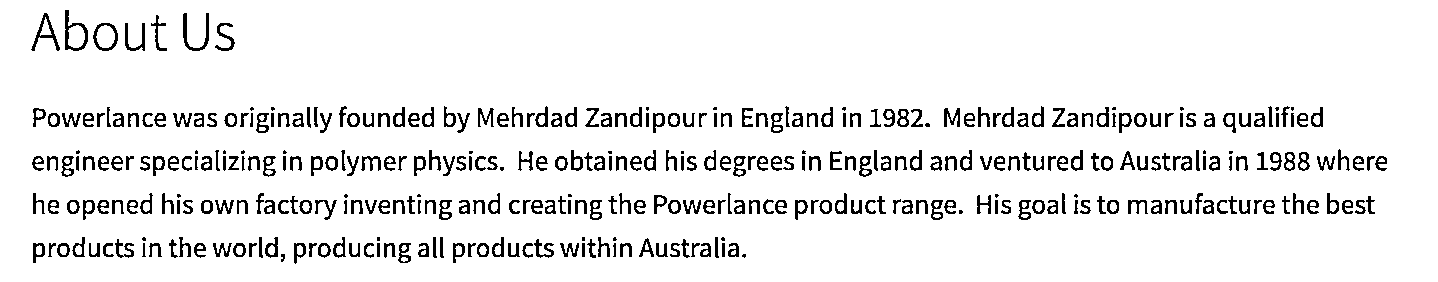 About Us
Powerlance was originally founded by Mehrdad Zandipour in England in 1982.  Mehrdad Zandipour is a qualified
engineer specializing in polymer physics.  He obtained his degrees in England and ventured to Australia in 1988 where
he opened his own factory inventing and creating the Powerlance product range.  His goal is to manufacture the best
products in the world, producing all products within Australia.